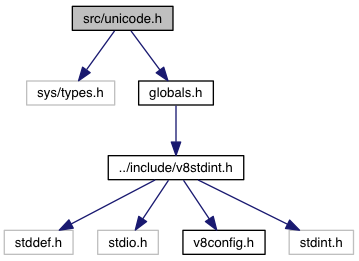 src/unicode.h
sys/types.h
globals.h
../include/v8stdint.h
stddef.h
stdio.h
v8config.h
stdint.h